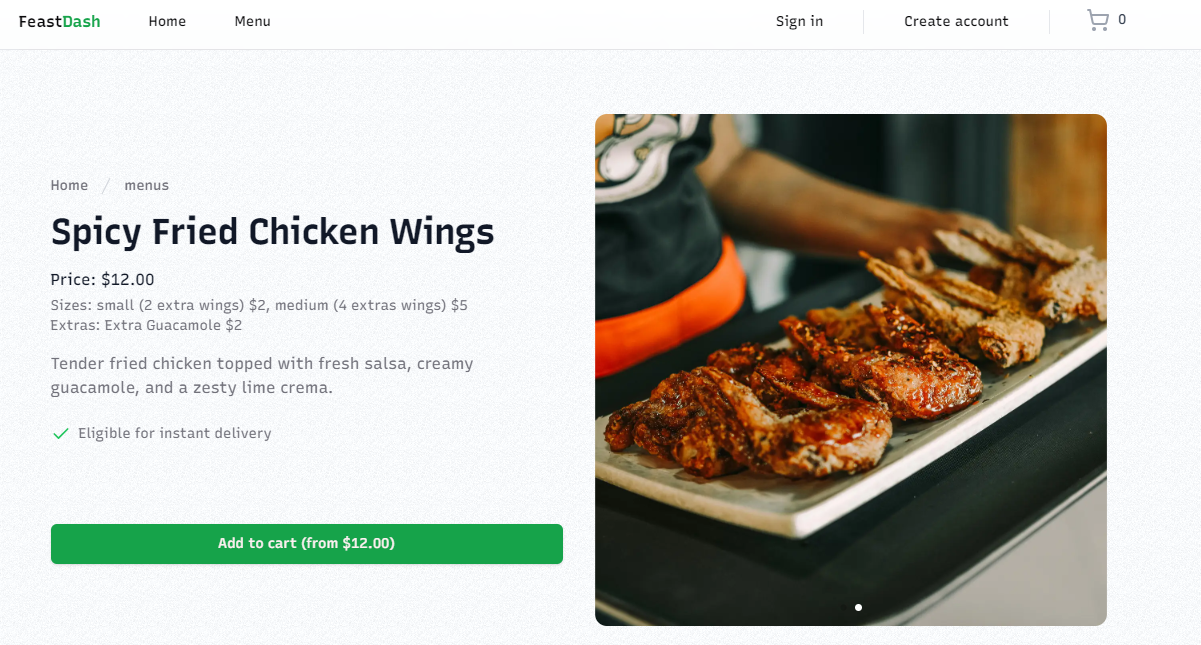 FeastDash Home Menu Sign in Create account 0
Home / menus
Spicy Fried Chicken Wings
Price: $12.00
Sizes: small (2 extra wings) $2, medium (4 extras wings) $5
Extras: Extra Guacamole $2
Tender fried chicken topped with fresh salsa, creamy
guacamole, and a zesty lime crema.
Eligible for instant delivery
Add to cart (from $12.00)